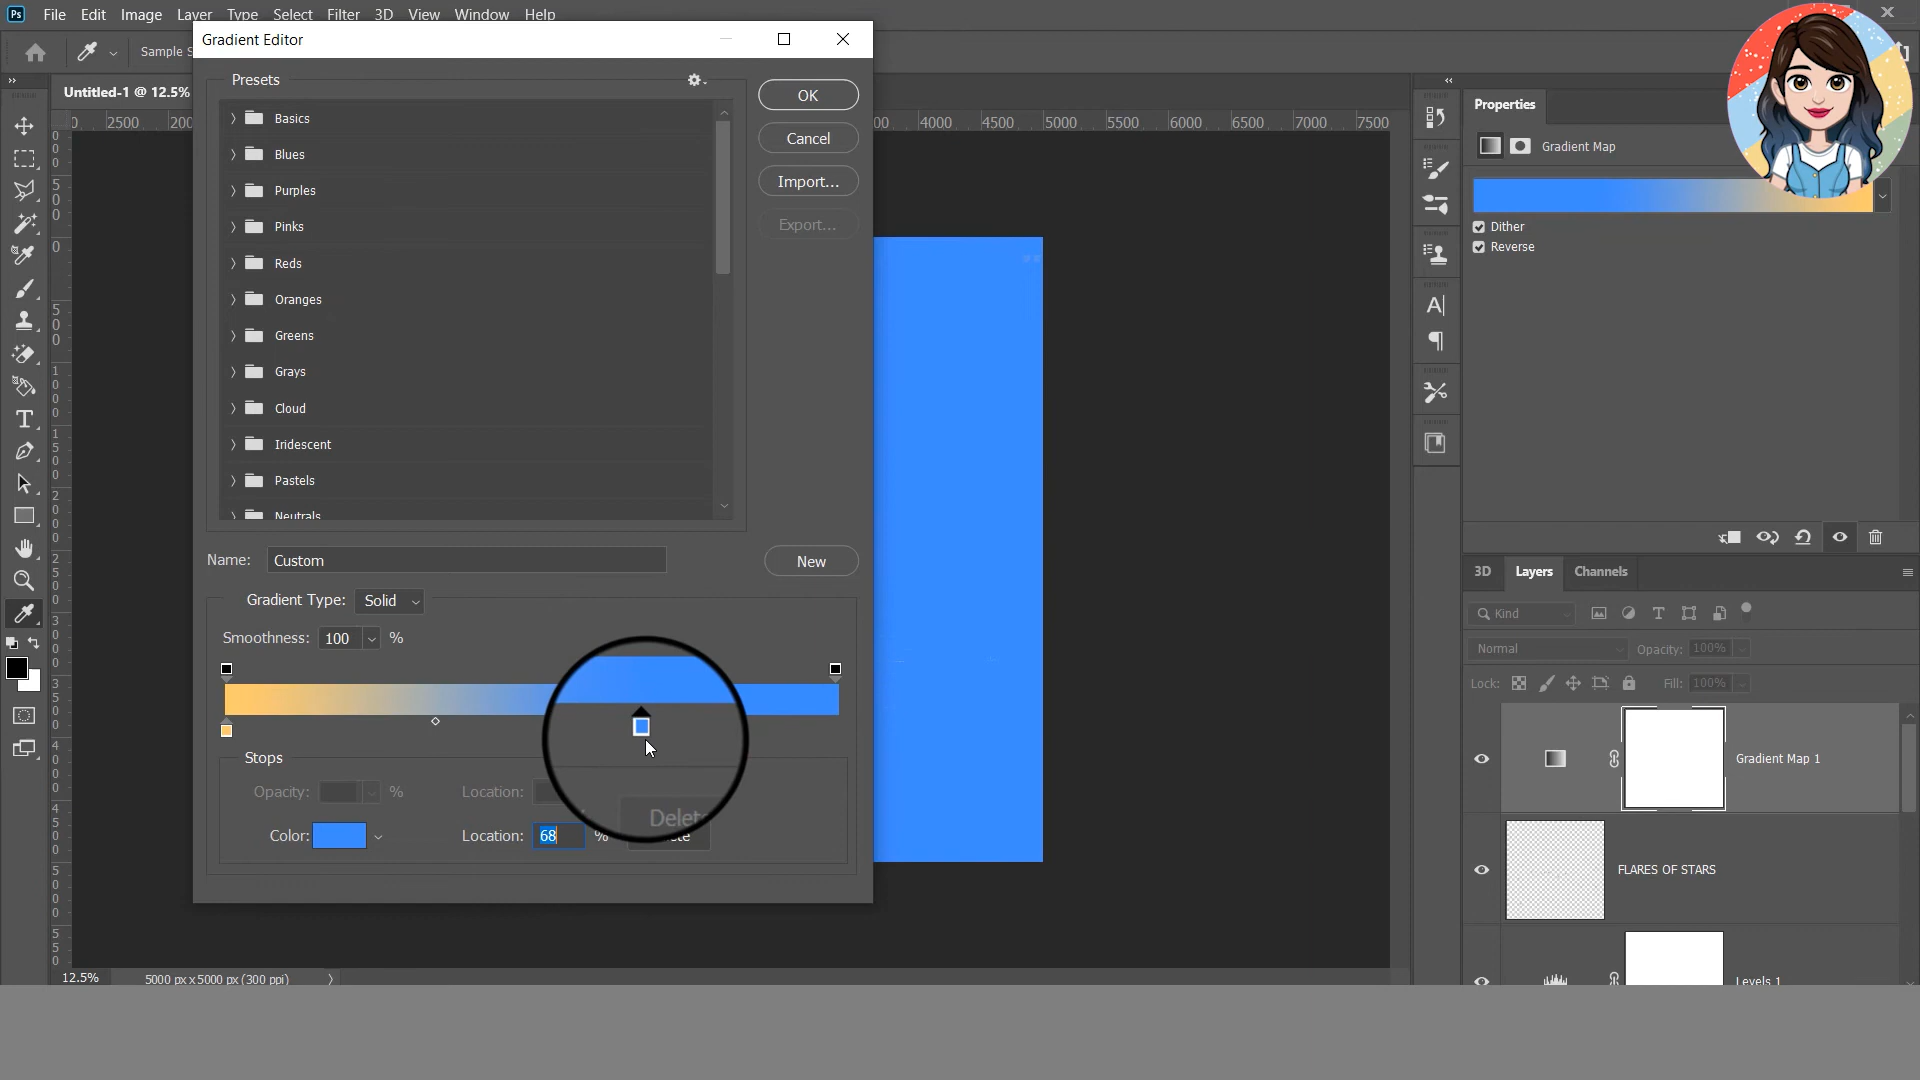 Ps File Edit Image Layer Type Select Filter 3D View Window Help
Sample S
Gradient Editor
Untitled-1 @ 12.5%
2500
4000 4500 5000 5500 6000 6500 7000 7500
Presets
Basics
Blues
Purples
Pinks
Reds
Oranges
Greens
Grays
Cloud
Iridescent
Pastels
Neutrals
OK
Cancel
Import...
Export...
Name: Custom
New
Gradient Type: Solid
Smoothness: 100 %
Stops
Opacity: % Location:
Color: Location: 68 %
Delete
12.5% 5000 px x 5000 px (300 ppi)
Properties
Gradient Map
Dither
Reverse
3D Layers Channels
Kind
Normal Opacity: 100%
Lock: Fill: 100%
Gradient Map 1
FLARES OF STARS
Levels 1